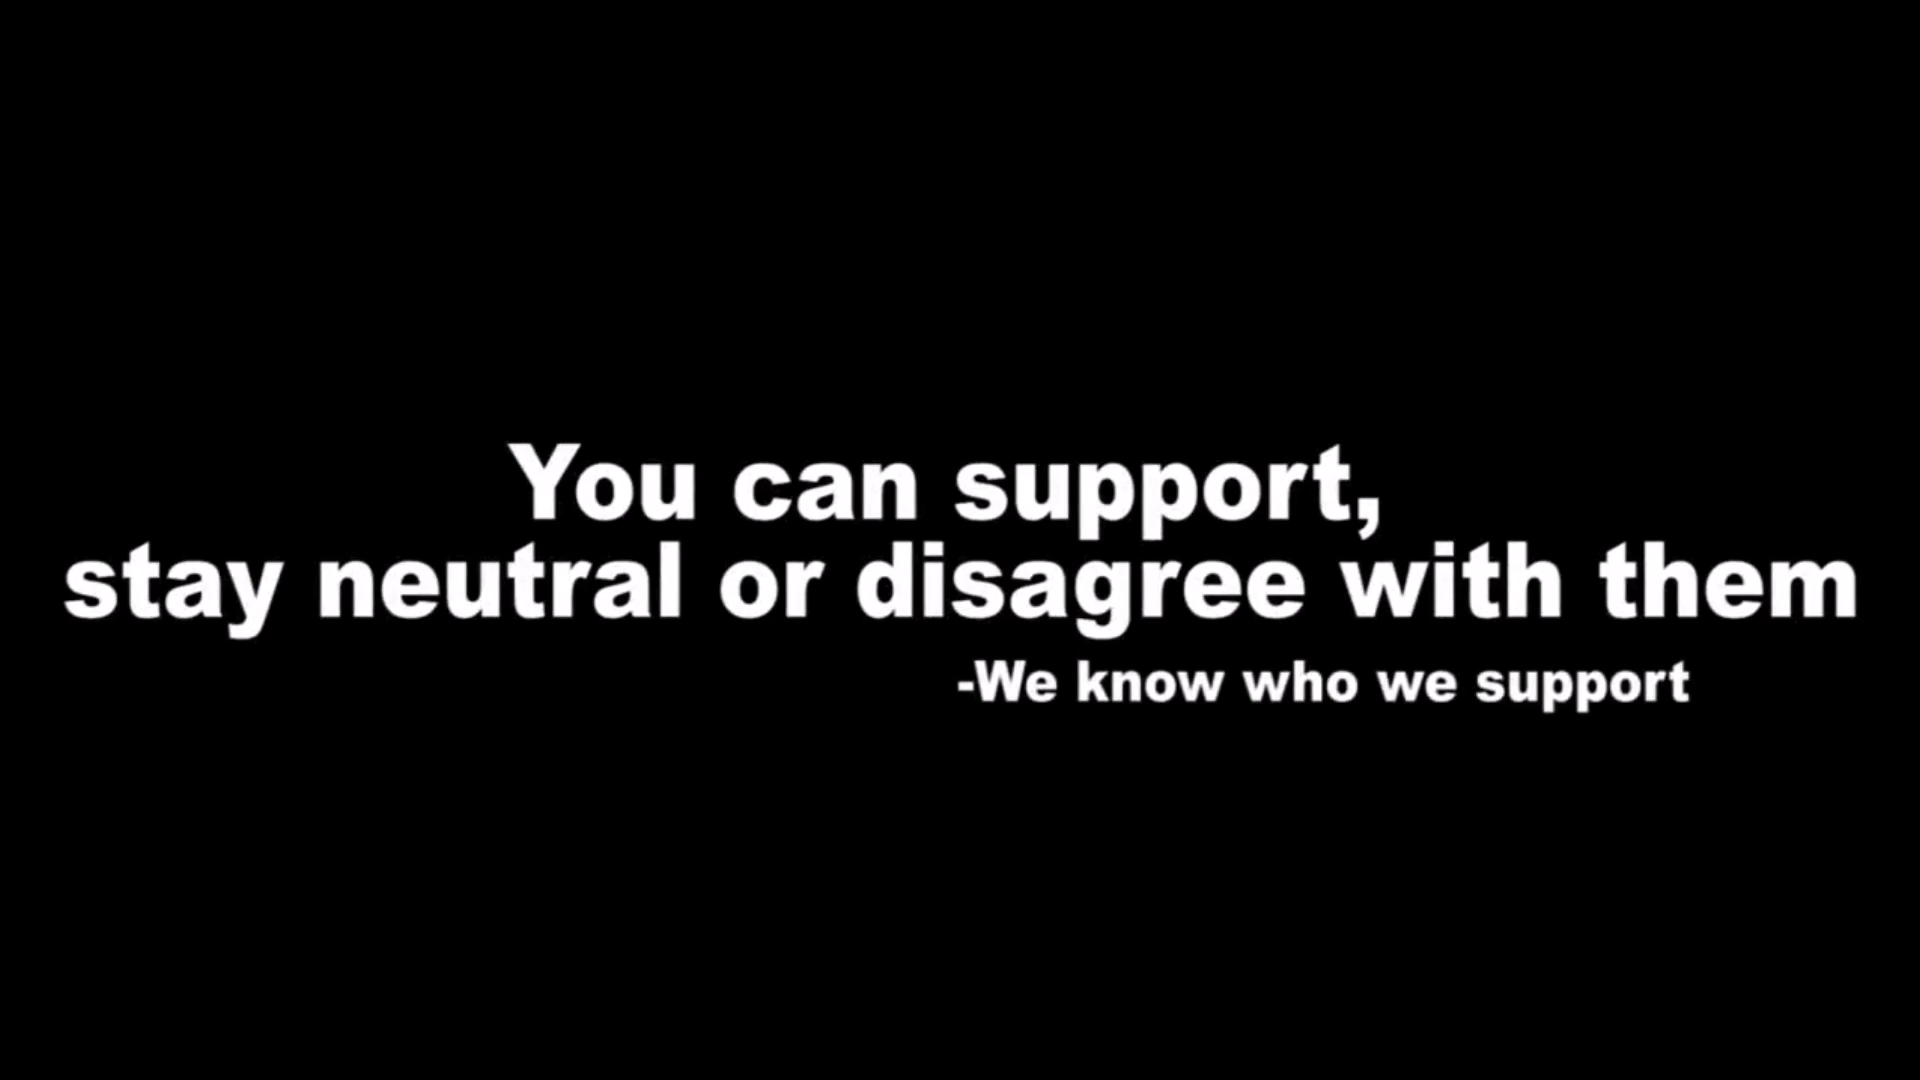 You can support,
stay neutral or disagree with them
-We know who we support